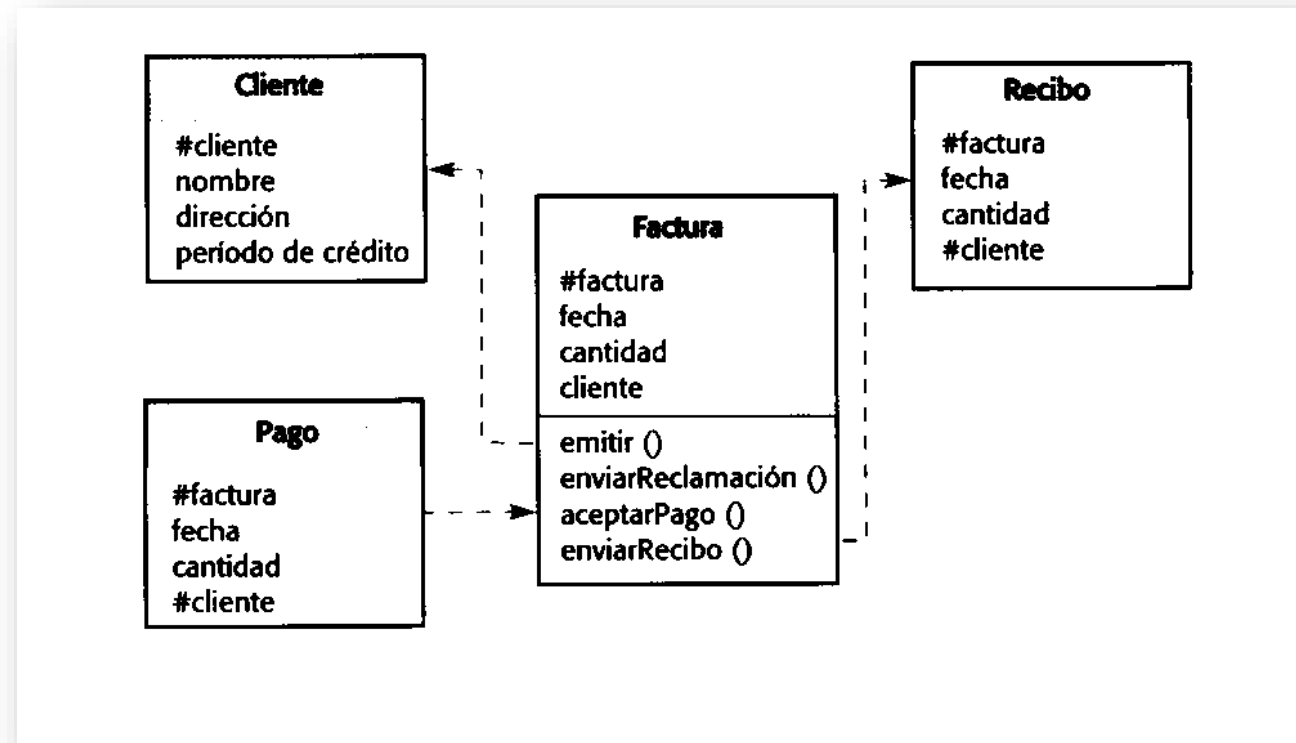 Cliente
#cliente
nombre
dirección
período de crédito
Recibo
#factura
fecha
cantidad
#cliente
Factura
#factura
fecha
cantidad
cliente
emitir ()
enviarReclamación ()
aceptarPago ()
enviarRecibo ()
Pago
#factura
fecha
cantidad
#cliente